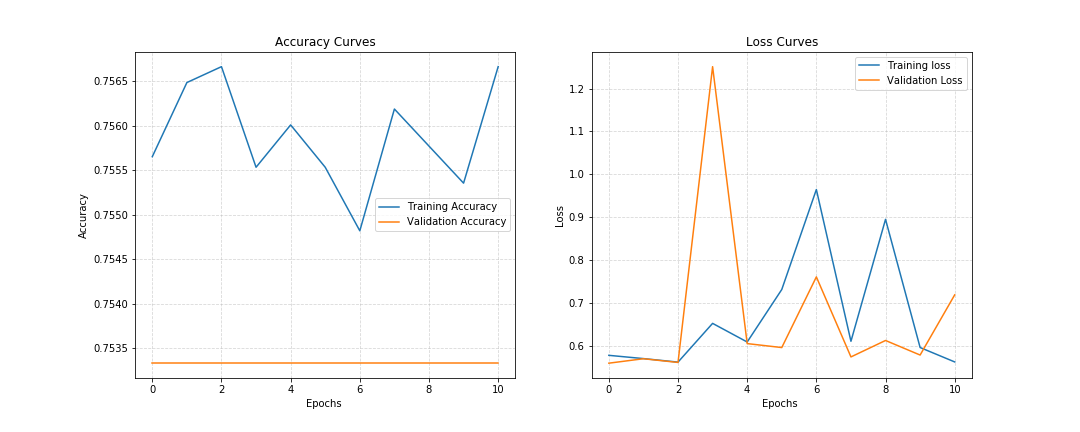 Accuracy Curves
Accuracy
0.7565
0.7560
0.7555
0.7550
0.7545
0.7540
0.7535
Training Accuracy
Validation Accuracy
0 2 4 6 8 10
Epochs
Loss Curves
Loss
1.2
1.1
1.0
0.9
0.8
0.7
0.6
Training loss
Validation Loss
0 2 4 6 8 10
Epochs